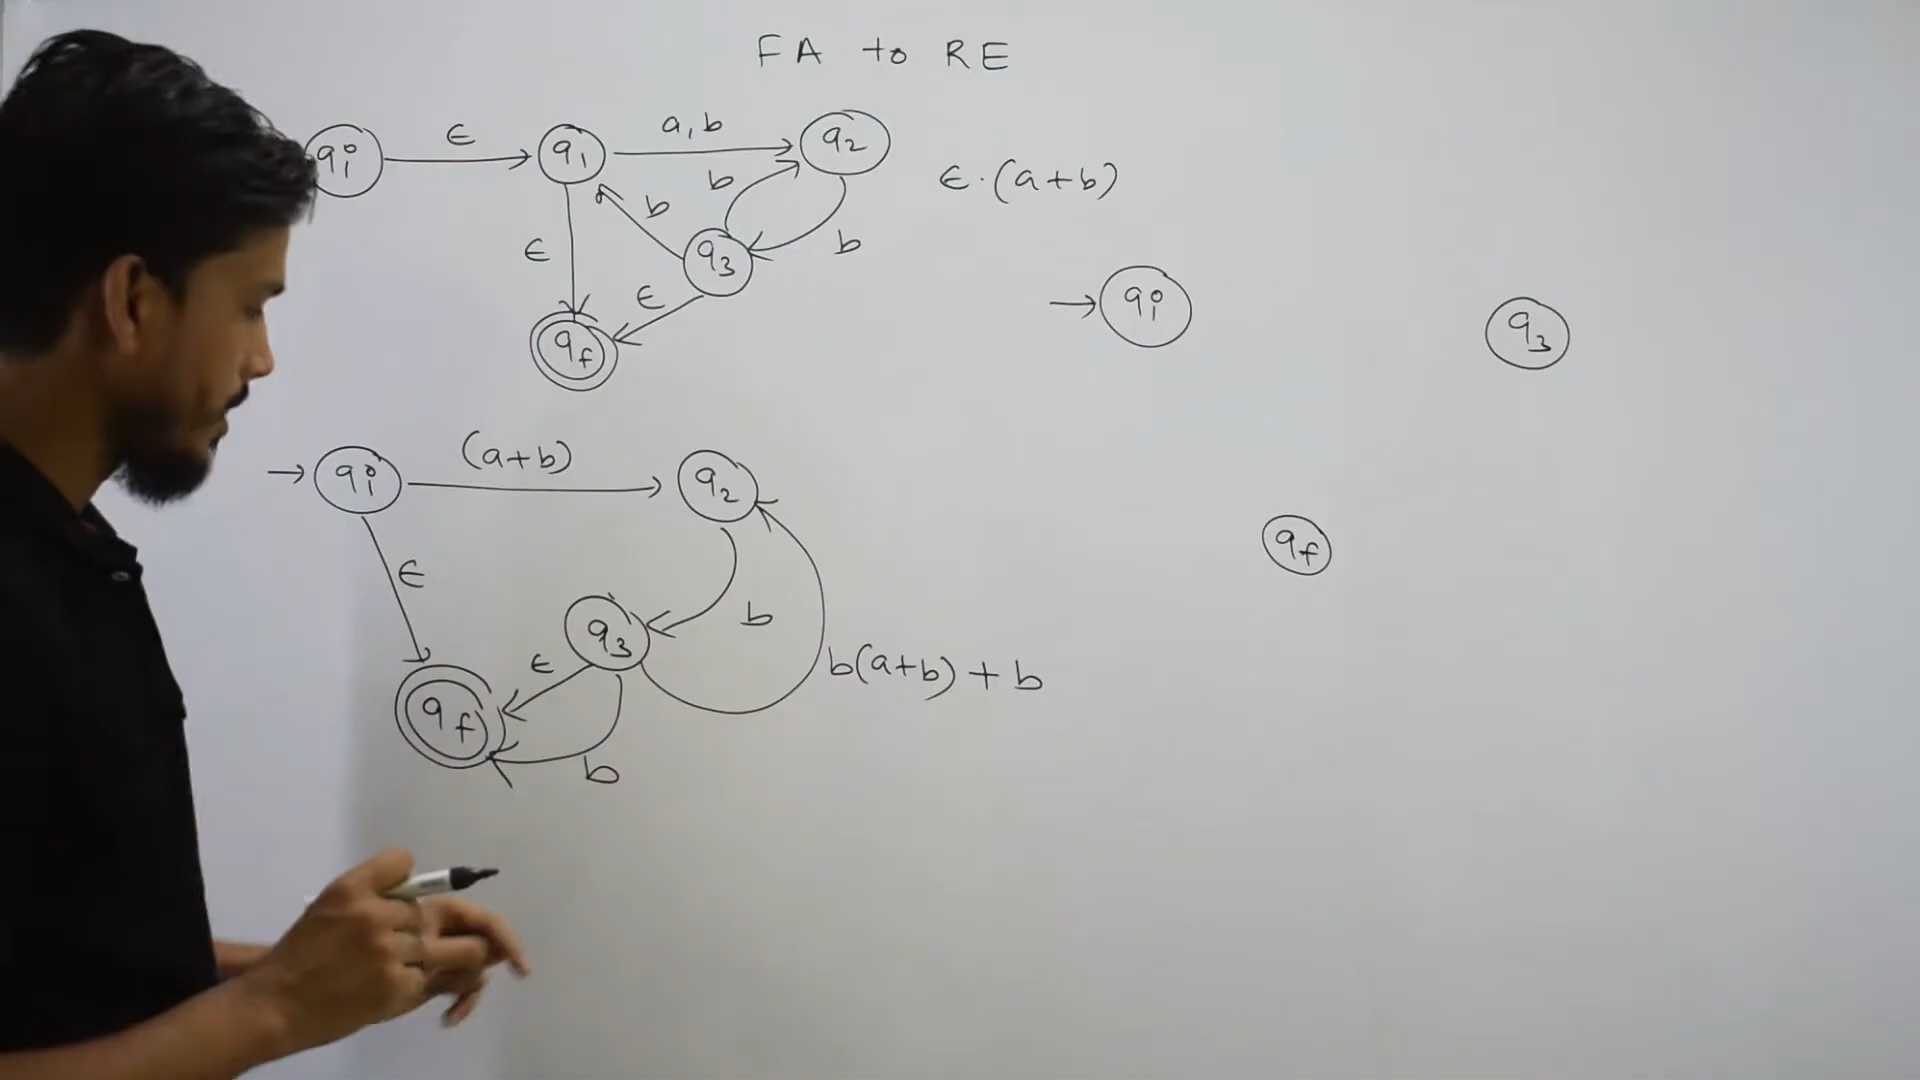 FA to RE
qi
ϵ
q1
a,b
q2
b
b
b
ϵ
q3
ϵ
qf
ϵ.(a+b)
qi
q3
qf
qi
(a+b)
q2
ϵ
b
q3
ϵ
qf
b
b(a+b)+b